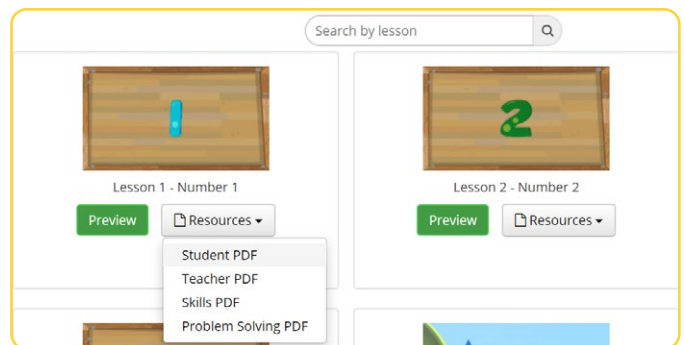 Search by lesson
1
2
Lesson 1 - Number 1
Lesson 2 - Number 2
Preview
Resources
Preview
Resources
Student PDF
Teacher PDF
Skills PDF
Problem Solving PDF